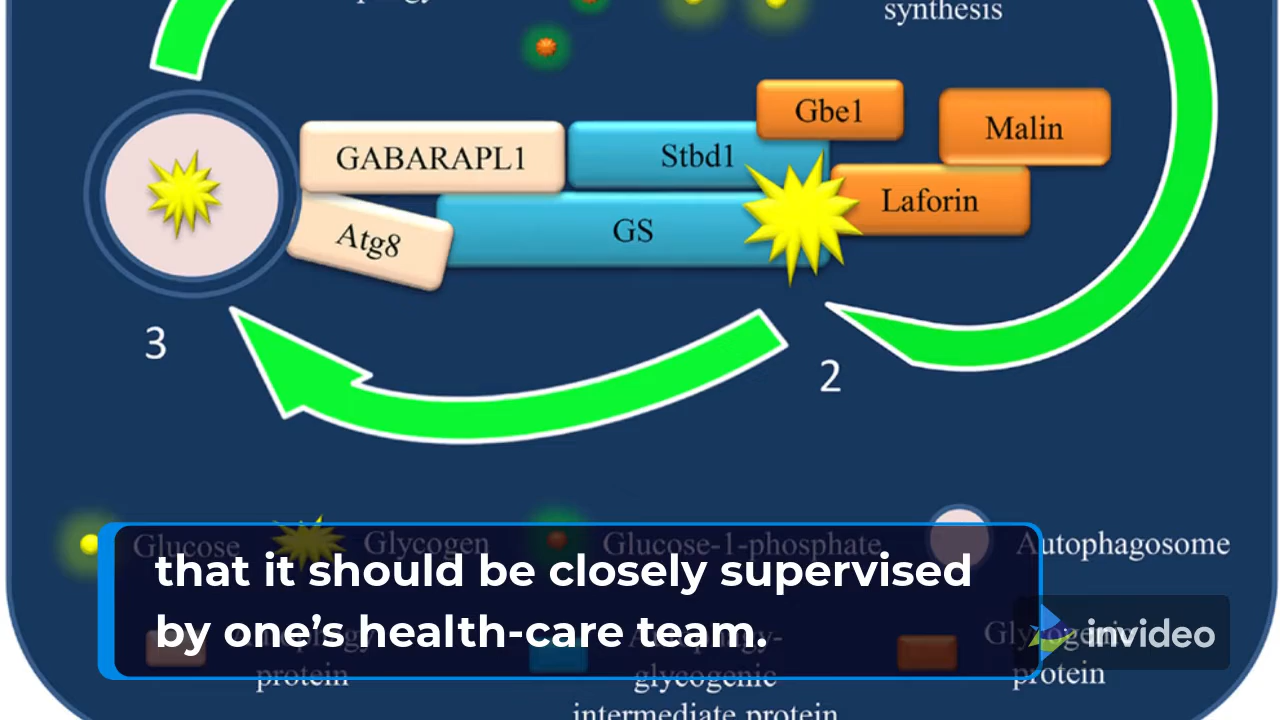 synthesis
Gbe1
Malin
GABARAPL1
Stbd1
Laforin
Atg8
GS
3
2
Glucose
Glycogen
Glucose-1-phosphate
Autophagosome
that it should be closely supervised
by one’s health-care team.
invideo
protein
glycogenic
protein
intermediate protein